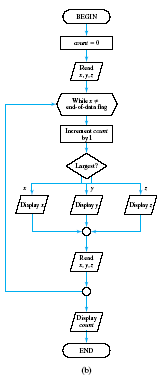 BEGIN
count = 0
Read
x, y, z
While x ≠
end-of-data flag
Increment count
by 1
Largest?
x y z
Display x Display y Display z
Read
x, y, z
Display
count
END
(b)